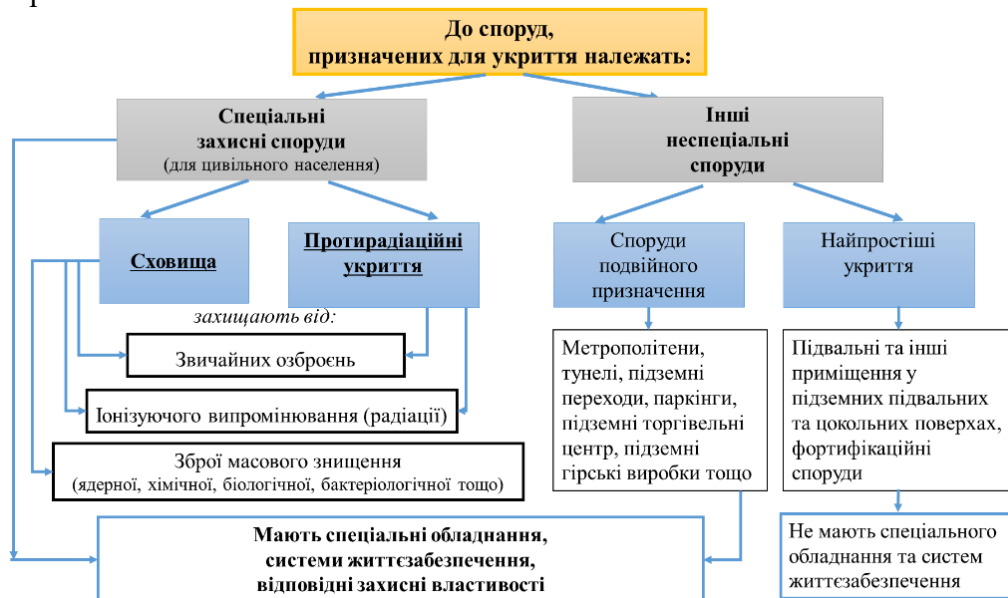 До споруд,
призначених для укриття належать:
Спеціальні
захисні споруди
(для цивільного населення)
Інші
неспеціальні
споруди
Сховища
Протирадіаційні
укриття
Споруди
подвійного
призначення
Найпростіші
укриття
захищають від:
Звичайних озброєнь
Іонізуючого випромінювання (радіації)
Зброї масового знищення
(ядерної, хімічної, біологічної, бактеріологічної тощо)
Метрополітени,
тунелі, підземні
переходи, паркінги,
підземні торгівельні
центр, підземні
гірські виробки тощо
Підвальні та інші
приміщення у
підземних підвальних
та цокольних поверхах,
фортифікаційні
споруди
Мають спеціальні обладнання,
системи життєзабезпечення,
відповідні захисні властивості
Не мають спеціального
обладнання та систем
життєзабезпечення